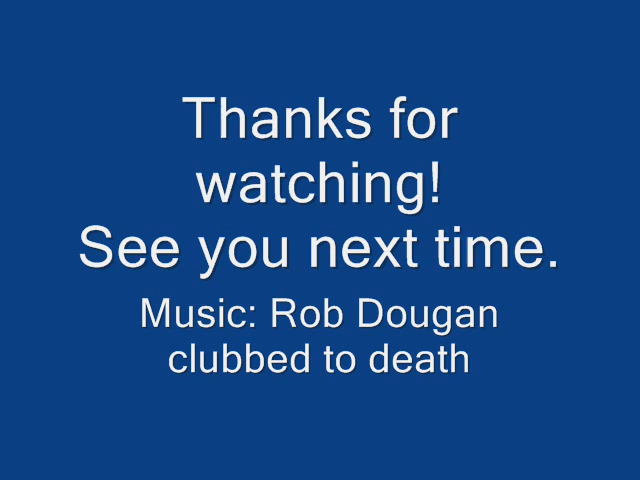 Thanks for
watching!
See you next time.
Music: Rob Dougan
clubbed to death